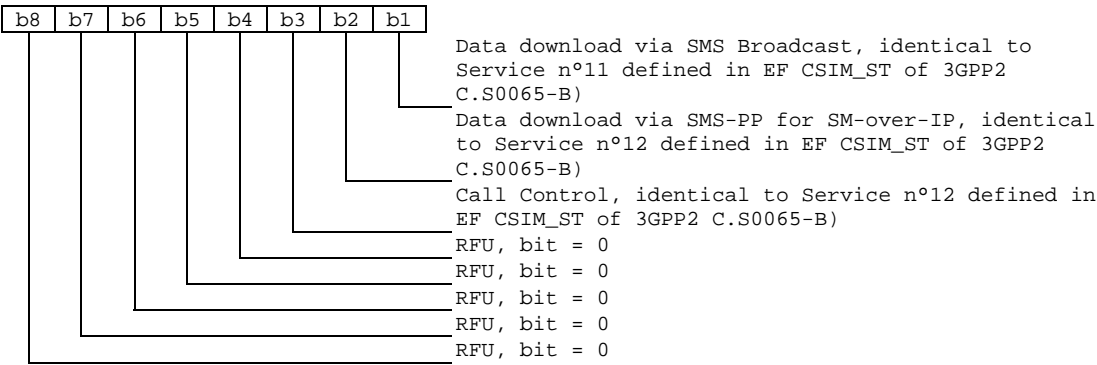 b8 b7 b6 b5 b4 b3 b2 b1
Data download via SMS Broadcast, identical to
Service nº11 defined in EF CSIM_ST of 3GPP2
C.S0065-B)
Data download via SMS-PP for SM-over-IP, identical
to Service nº12 defined in EF CSIM_ST of 3GPP2
C.S0065-B)
Call Control, identical to Service nº12 defined in
EF CSIM_ST of 3GPP2 C.S0065-B)
RFU, bit = 0
RFU, bit = 0
RFU, bit = 0
RFU, bit = 0
RFU, bit = 0